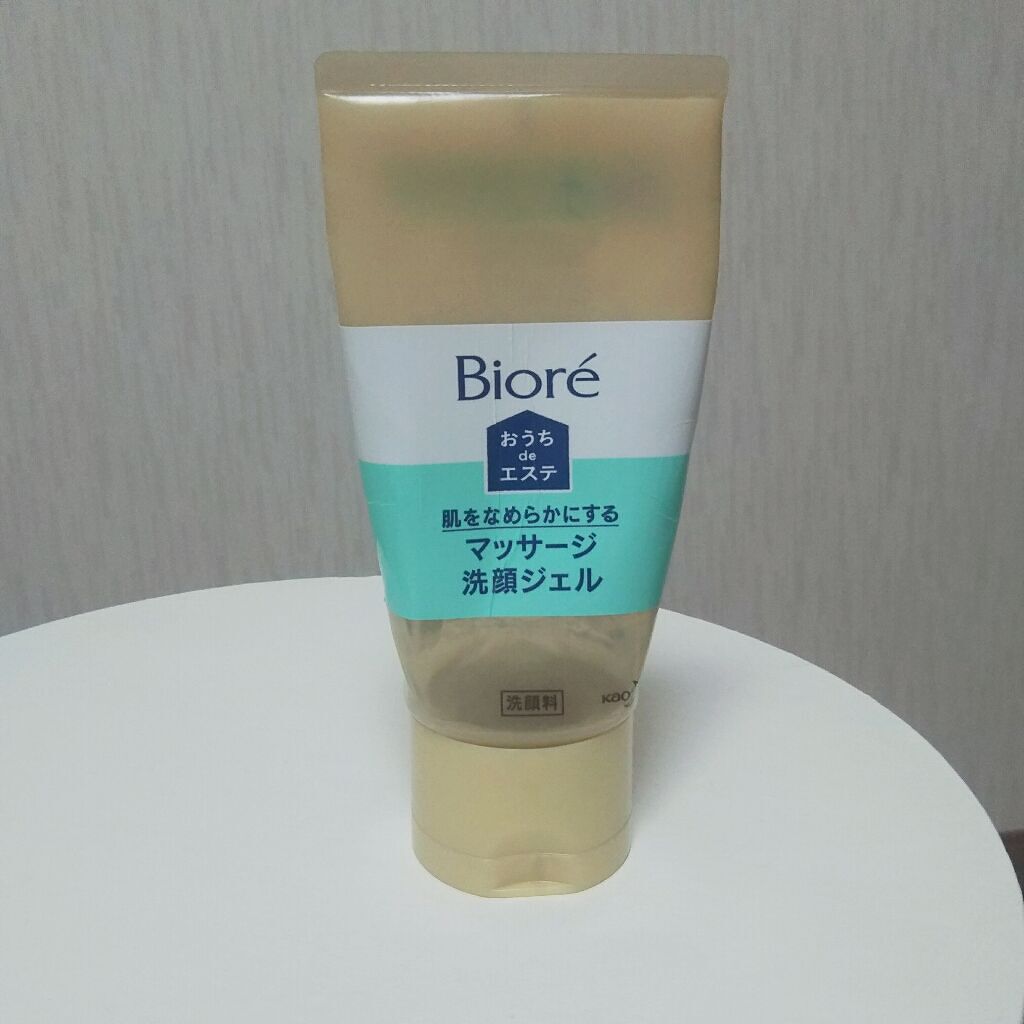 Bioré
おうち
de
エステ
肌をなめらかにする
マッサージ
洗顔ジェル
洗顔料
Kao